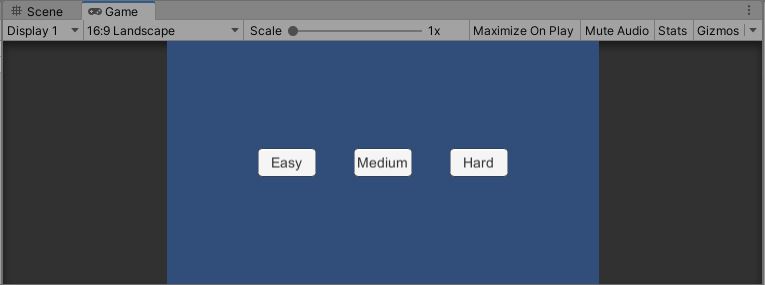 Scene Game
Display 1 16:9 Landscape Scale 1x Maximize On Play Mute Audio Stats Gizmos
Easy Medium Hard